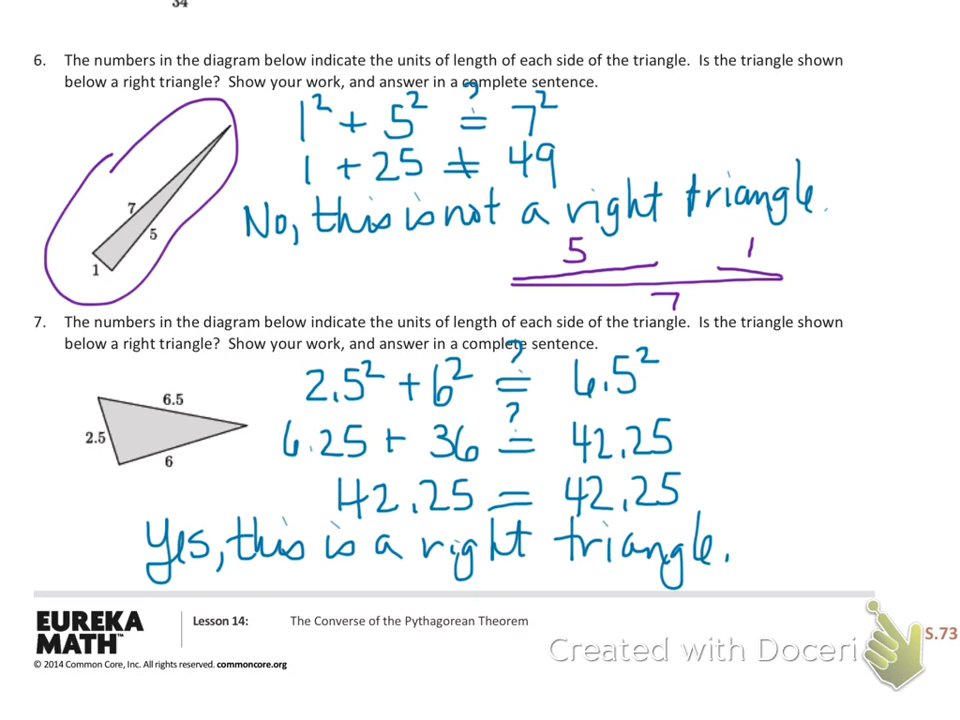 34
6. The numbers in the diagram below indicate the units of length of each side of the triangle. Is the triangle shown
below a right triangle? Show your work, and answer in a complete sentence.
1² + 5² ≟ 7²
1 + 25 ≠ 49
No, this is not a right triangle.
7
5
1
5 1
7
7. The numbers in the diagram below indicate the units of length of each side of the triangle. Is the triangle shown
below a right triangle? Show your work, and answer in a complete sentence.
2.5² + 6² ≟ 6.5²
6.25 + 36 ≟ 42.25
42.25 = 42.25
Yes, this is a right triangle.
6.5
2.5
6
EUREKA
MATH™
Lesson 14: The Converse of the Pythagorean Theorem
© 2014 Common Core, Inc. All rights reserved. commoncore.org
Created with Doceri
S.73